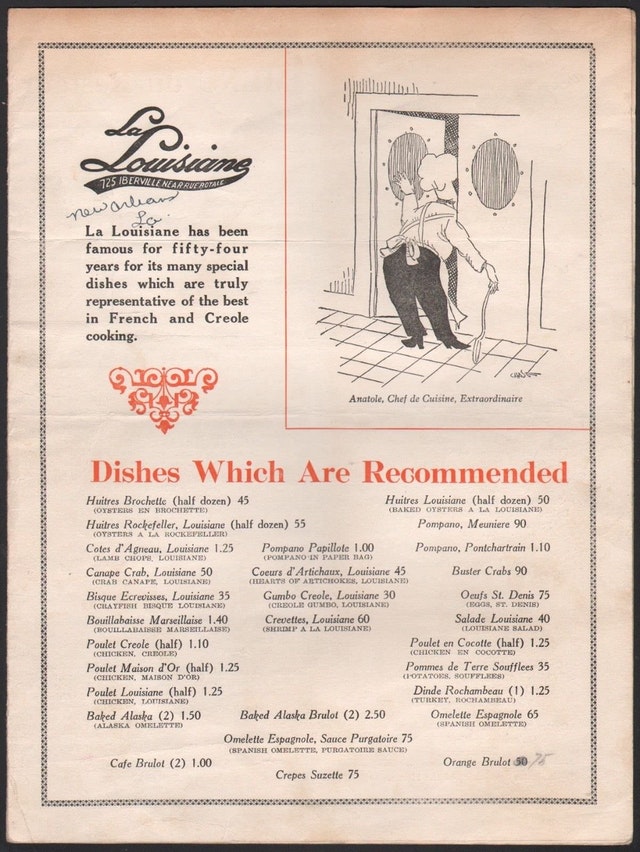 La
Louisiane
725 IBERVILLE NEAR RUE ROYALE
New Orleans
La.
La Louisiane has been
famous for fifty-four
years for its many special
dishes which are truly
representative of the best
in French and Creole
cooking.
Anatole, Chef de Cuisine, Extraordinaire
Dishes Which Are Recommended
Huitres Brochette (half dozen) 45
(OYSTERS EN BROCHETTE)
Huitres Louisiane (half dozen) 50
(BAKED OYSTERS A LA LOUISIANE)
Huitres Rockefeller, Louisiane (half dozen) 55
(OYSTERS A LA ROCKEFELLER)
Pompano, Meuniere 90
Cotes d'Agneau, Louisiane 1.25
(LAMB CHOPS, LOUISIANE)
Pompano Papillote 1.00
(POMPANO IN PAPER BAG)
Pompano, Pontchartrain 1.10
Canape Crab, Louisiane 50
(CRAB CANAPE, LOUISIANE)
Coeurs d'Artichaux, Louisiane 45
(HEARTS OF ARTICHOKES, LOUISIANE)
Buster Crabs 90
Bisque Ecrevisses, Louisiane 35
(CRAYFISH BISQUE LOUISIANE)
Gumbo Creole, Louisiane 30
(CREOLE GUMBO, LOUISIANE)
Oeufs St. Denis 75
(EGGS, ST. DENIS)
Bouillabaisse Marseillaise 1.40
(BOUILLABAISSE MARSEILLAISE)
Crevettes, Louisiane 60
(SHRIMP A LA LOUISIANE)
Salade Louisiane 40
(LOUISIANE SALAD)
Poulet Creole (half) 1.10
(CHICKEN, CREOLE)
Poulet en Cocotte (half) 1.25
(CHICKEN EN COCOTTE)
Poulet Maison d'Or (half) 1.25
(CHICKEN, MAISON D'OR)
Pommes de Terre Soufflees 35
(POTATOES, SOUFFLEES)
Poulet Louisiane (half) 1.25
(CHICKEN, LOUISIANE)
Dinde Rochambeau (1) 1.25
(TURKEY, ROCHAMBEAU)
Baked Alaska (2) 1.50
(ALASKA OMELETTE)
Baked Alaska Brulot (2) 2.50
Omelette Espagnole 65
(SPANISH OMELETTE)
Omelette Espagnole, Sauce Purgatoire 75
(SPANISH OMELETTE, PURGATOIRE SAUCE)
Cafe Brulot (2) 1.00
Orange Brulot 50 75
Crepes Suzette 75